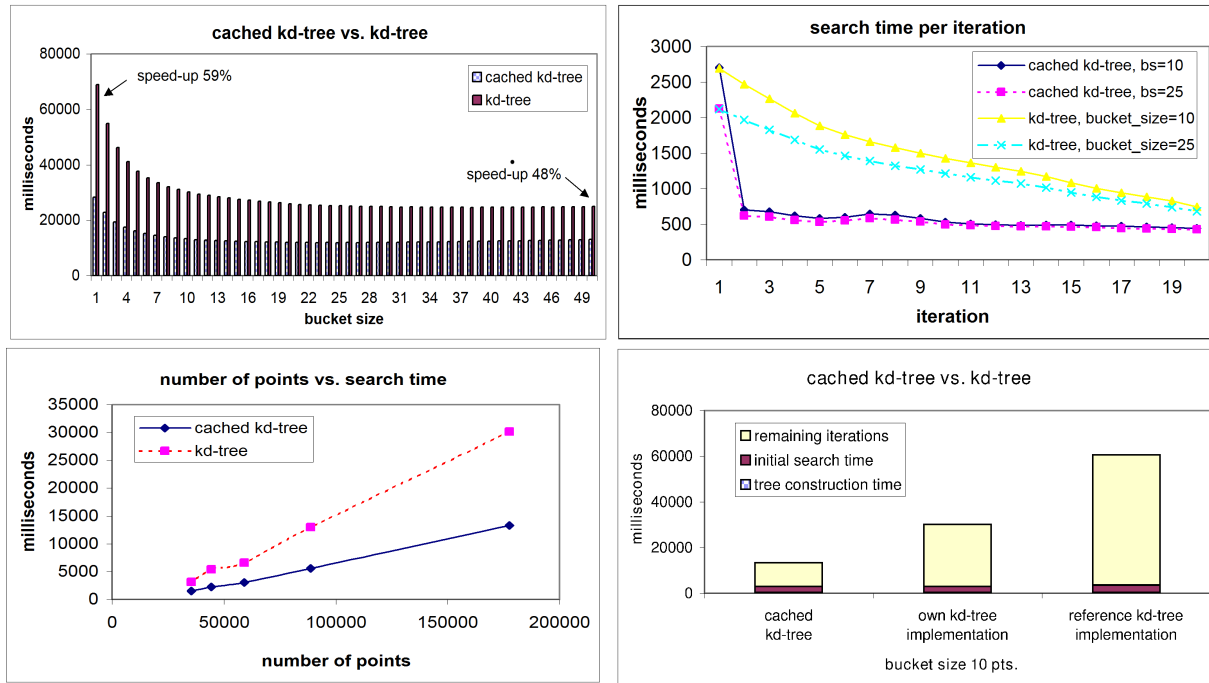 cached kd-tree vs. kd-tree
80000
60000
40000
20000
0
milliseconds
speed-up 59%
speed-up 48%
cached kd-tree
kd-tree
1 4 7 10 13 16 19 22 25 28 31 34 37 40 43 46 49
bucket size
search time per iteration
3000
2500
2000
1500
1000
500
0
milliseconds
cached kd-tree, bs=10
cached kd-tree, bs=25
kd-tree, bucket_size=10
kd-tree, bucket_size=25
1 3 5 7 9 11 13 15 17 19
iteration
number of points vs. search time
35000
30000
25000
20000
15000
10000
5000
0
milliseconds
cached kd-tree
kd-tree
0 50000 100000 150000 200000
number of points
cached kd-tree vs. kd-tree
80000
60000
40000
20000
0
milliseconds
remaining iterations
initial search time
tree construction time
cached
kd-tree
own kd-tree
implementation
reference kd-tree
implementation
bucket size 10 pts.